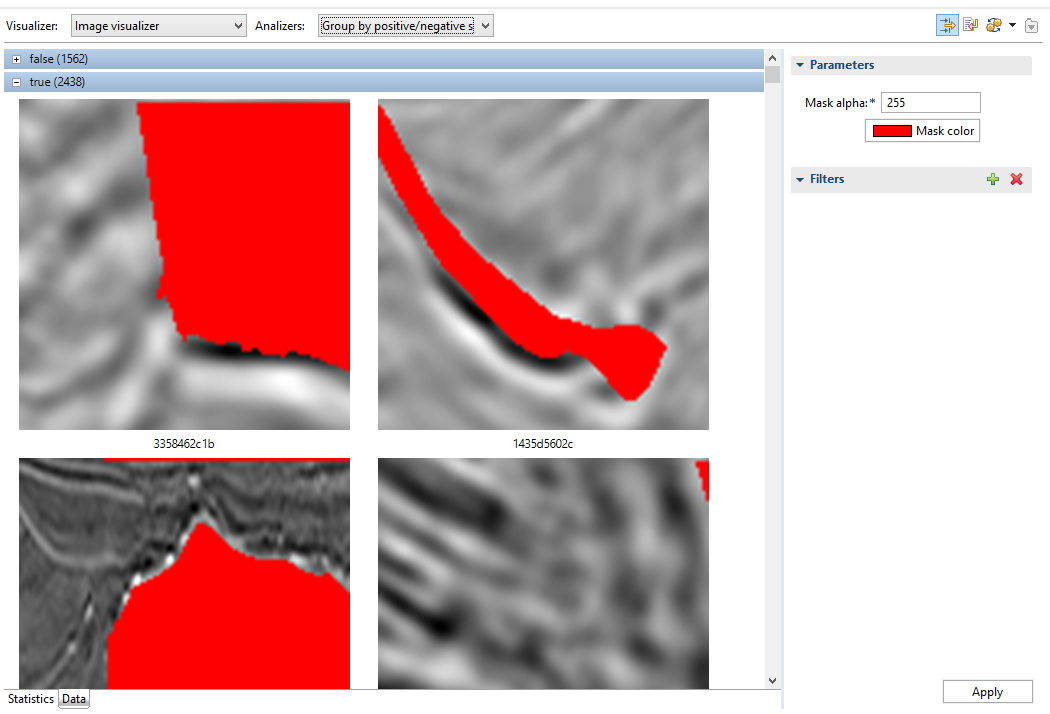 Visualizer: Image visualizer Analizers: Group by positive/negative s
false (1562)
true (2438)
3358462c1b
1435d5602c
Parameters
Mask alpha:* 255
Mask color
Filters
Statistics Data
Apply